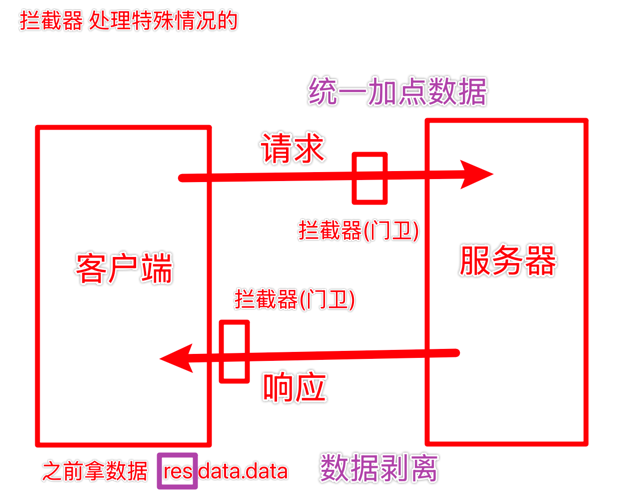 拦截器 处理特殊情况的
统一加点数据
请求
拦截器(门卫)
客户端
服务器
拦截器(门卫)
响应
之前拿数据 res data.data
数据剥离